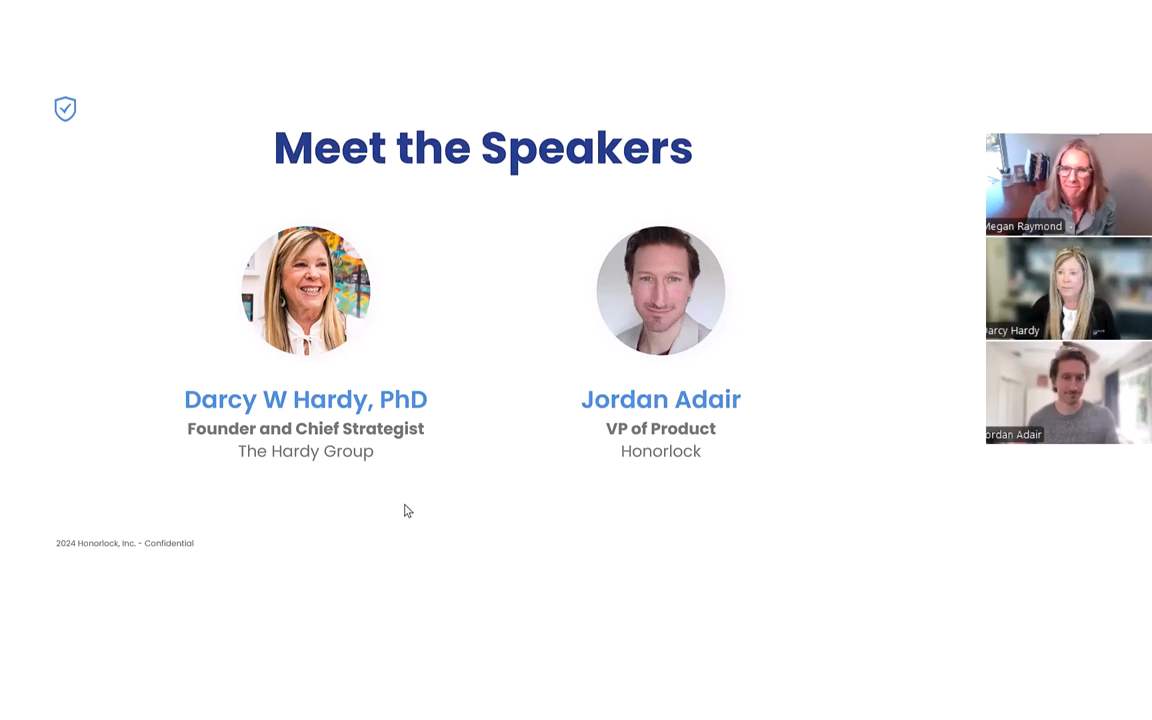 Meet the Speakers
Darcy W Hardy, PhD
Founder and Chief Strategist
The Hardy Group
Jordan Adair
VP of Product
Honorlock
2024 Honorlock, Inc. - Confidential
Megan Raymond
Darcy Hardy
Jordan Adair